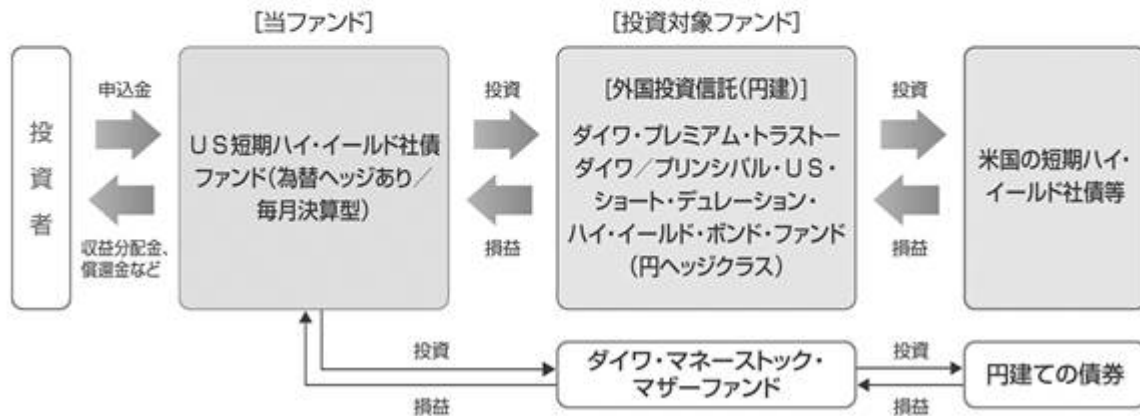 [当ファンド]
[投資対象ファンド]
投資者
申込金
収益分配金、
償還金など
US短期ハイ・イールド社債
ファンド(為替ヘッジあり／
毎月決算型)
投資
損益
[外国投資信託(円建)]
ダイワ・プレミアム・トラスト－
ダイワ／プリンシパル・US・
ショート・デュレーション・
ハイ・イールド・ボンド・ファンド
(円ヘッジクラス)
投資
損益
米国の短期ハイ・
イールド社債等
投資
損益
ダイワ・マネーストック・
マザーファンド
投資
損益
円建ての債券